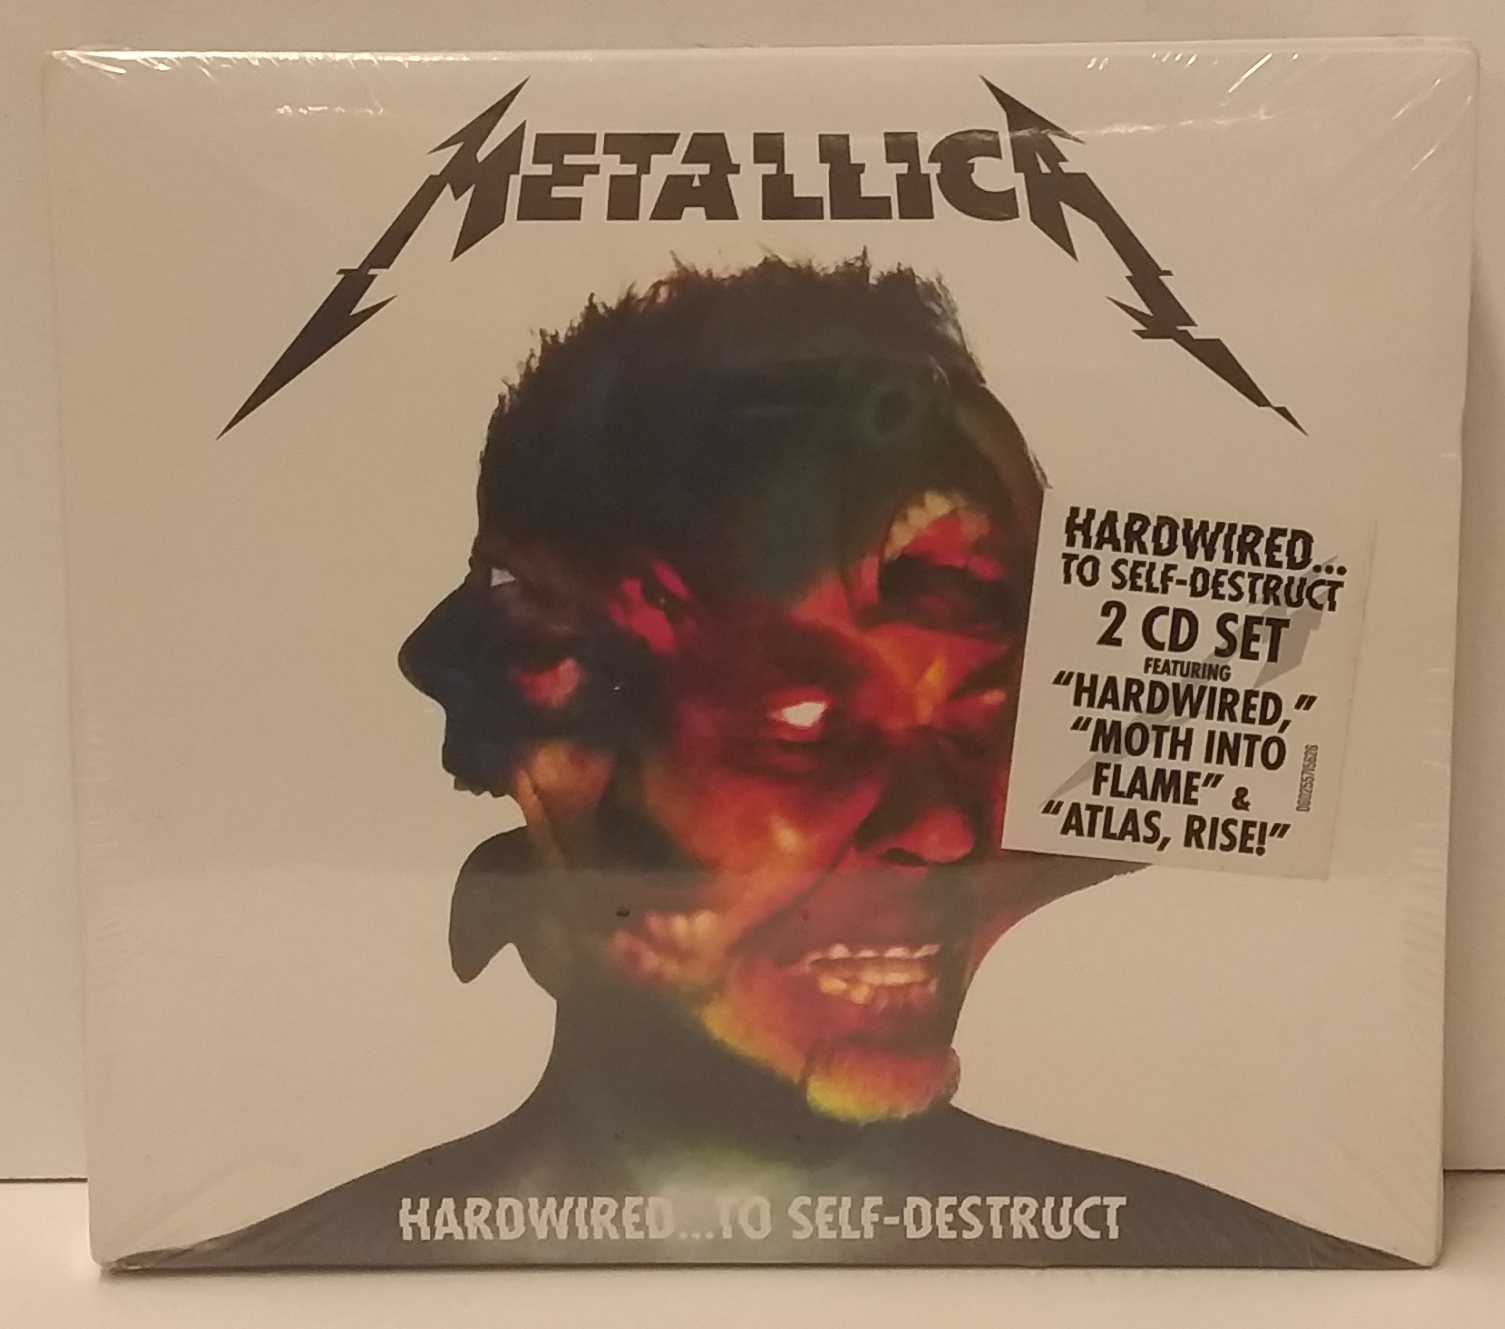 METALLICA
HARDWIRED...
TO SELF-DESTRUCT
2 CD SET
FEATURING
"HARDWIRED,"
"MOTH INTO
FLAME" &
"ATLAS, RISE!"
0060255715626
HARDWIRED...TO SELF-DESTRUCT